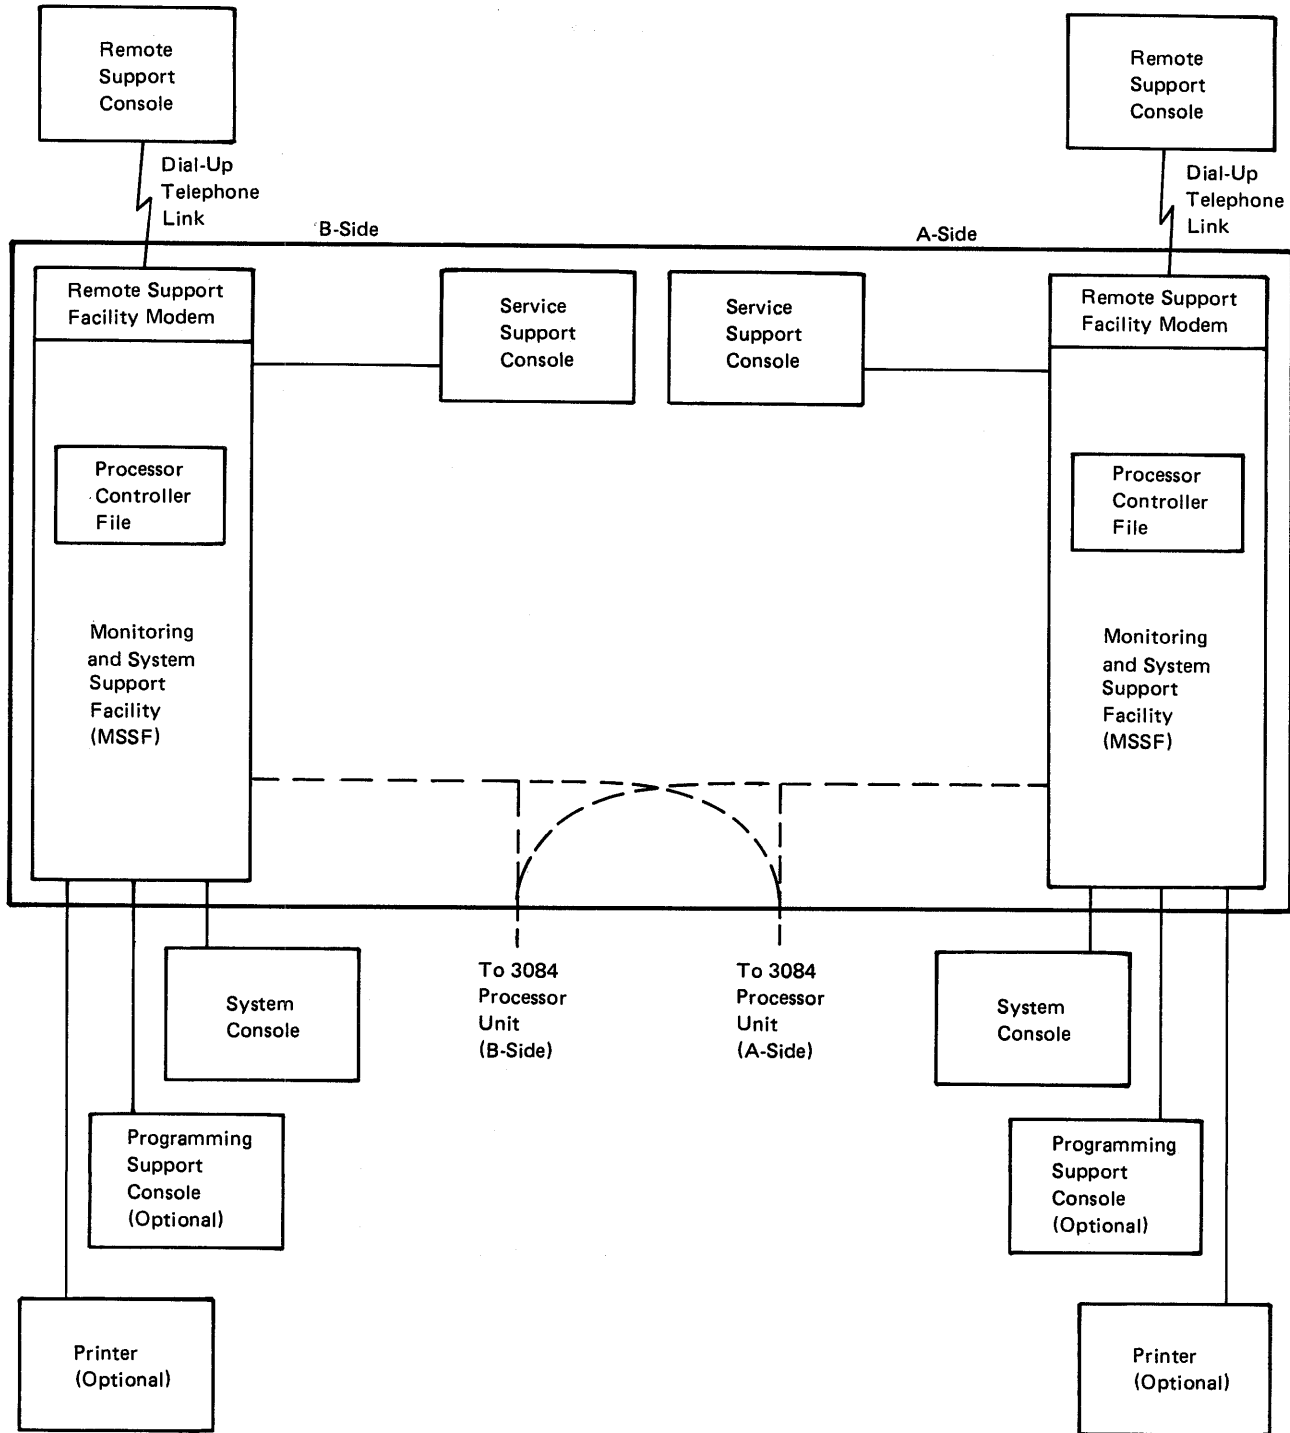 Remote
Support
Console
Remote
Support
Console
Dial-Up
Telephone
Link
Dial-Up
Telephone
Link
B-Side
A-Side
Remote Support
Facility Modem
Service
Support
Console
Service
Support
Console
Remote Support
Facility Modem
Processor
Controller
File
Processor
Controller
File
Monitoring
and System
Support
Facility
(MSSF)
Monitoring
and System
Support
Facility
(MSSF)
System
Console
To 3084
Processor
Unit
(B-Side)
To 3084
Processor
Unit
(A-Side)
System
Console
Programming
Support
Console
(Optional)
Programming
Support
Console
(Optional)
Printer
(Optional)
Printer
(Optional)